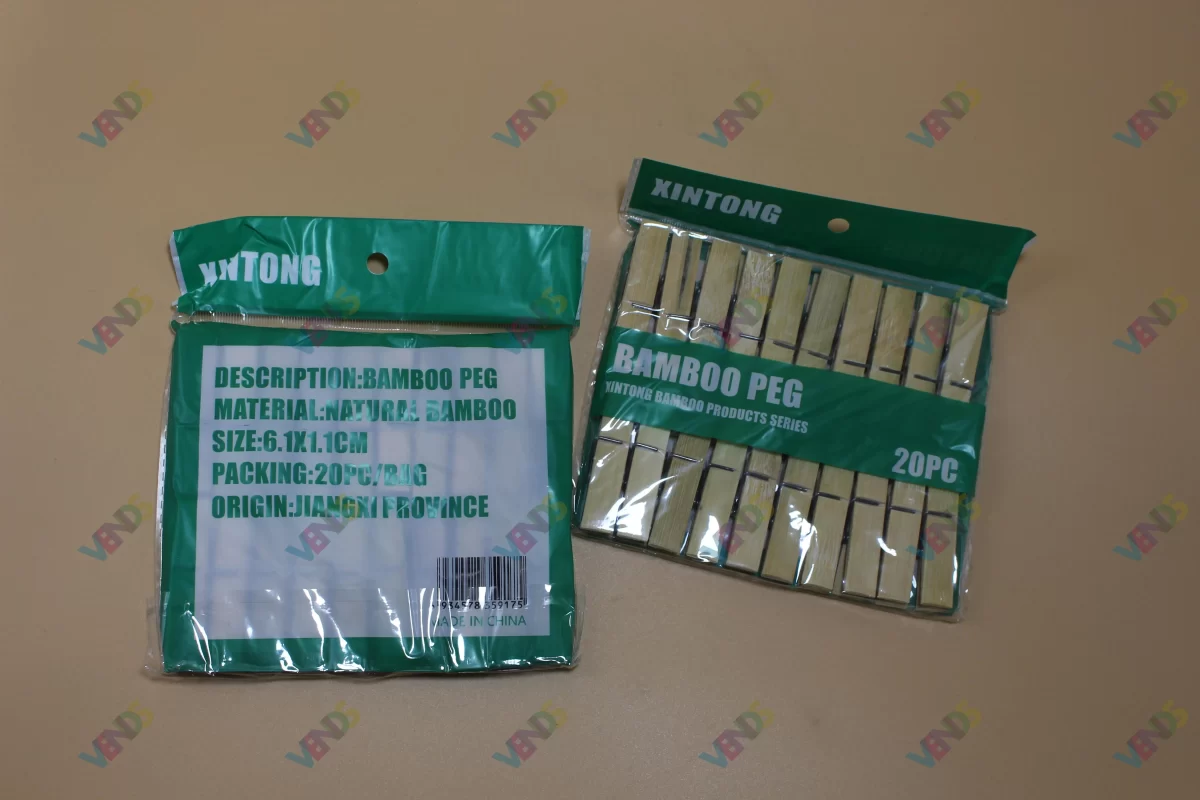 XINTONG
DESCRIPTION:BAMBOO PEG
MATERIAL:NATURAL BAMBOO
SIZE:6.1X1.1CM
PACKING:20PC/BAG
ORIGIN:JIANGXI PROVINCE
MADE IN CHINA
XINTONG
BAMBOO PEG
XINTONG BAMBOO PRODUCTS SERIES
20PC
VENDS